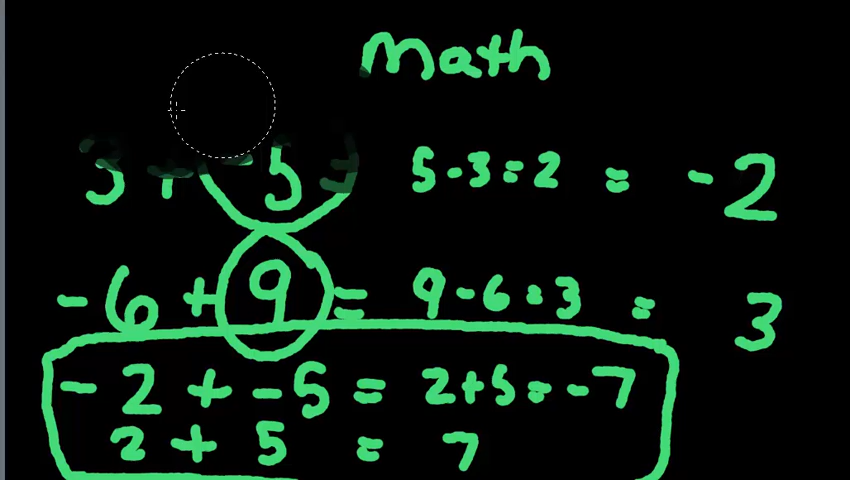 Math
3 + -5 = 5-3=2 = -2
-6 + 9 = 9-6=3 = 3
-2 + -5 = 2+5=-7
2 + 5 = 7